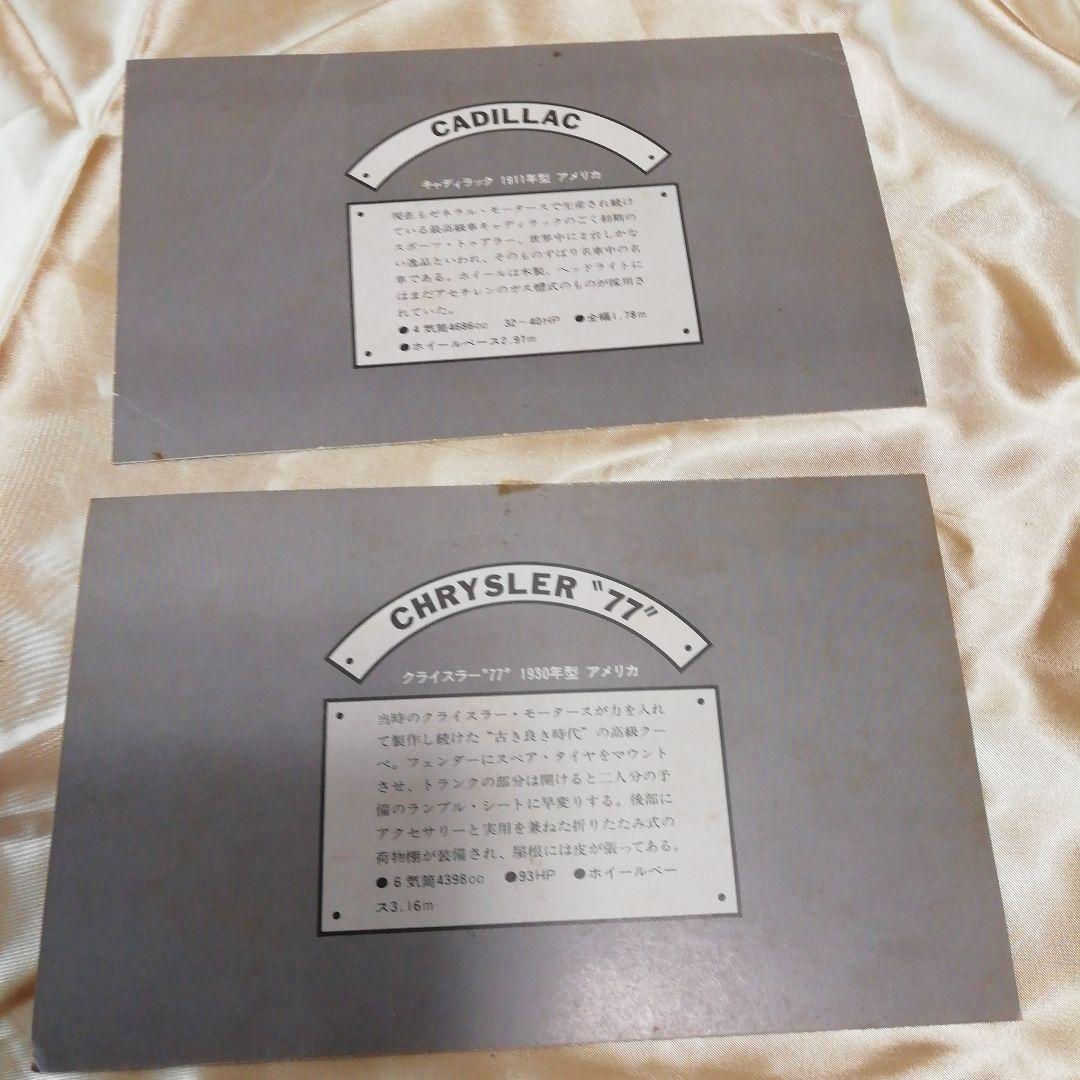 CADILLAC
キャディラック 1911年型 アメリカ
現在もゼネラル・モータースで生産され続け
ている最高級車キャディラックのごく初期の
スポーツ・トゥアラー。世界中に2台しかな
い逸品といわれ、そのものずばり名車中の名
車である。ホイールは木製、ヘッドライトに
はまだアセチレンのガス燈式のものが採用さ
れていた。
●4気筒4686cc 32〜40HP ●全幅1.78m
●ホイールベース2.97m
CHRYSLER "77"
クライスラー"77" 1930年型 アメリカ
当時のクライスラー・モータースが力を入れ
て製作し続けた“古き良き時代”の高級クー
ペ。フェンダーにスペア・タイヤをマウント
させ、トランクの部分は開けると二人分の予
備のランブル・シートに早変りする。後部に
アクセサリーと実用を兼ねた折りたたみ式の
荷物棚が装備され、屋根には皮が張ってある。
●6気筒4398cc ●93HP ●ホイールベー
ス3.16m